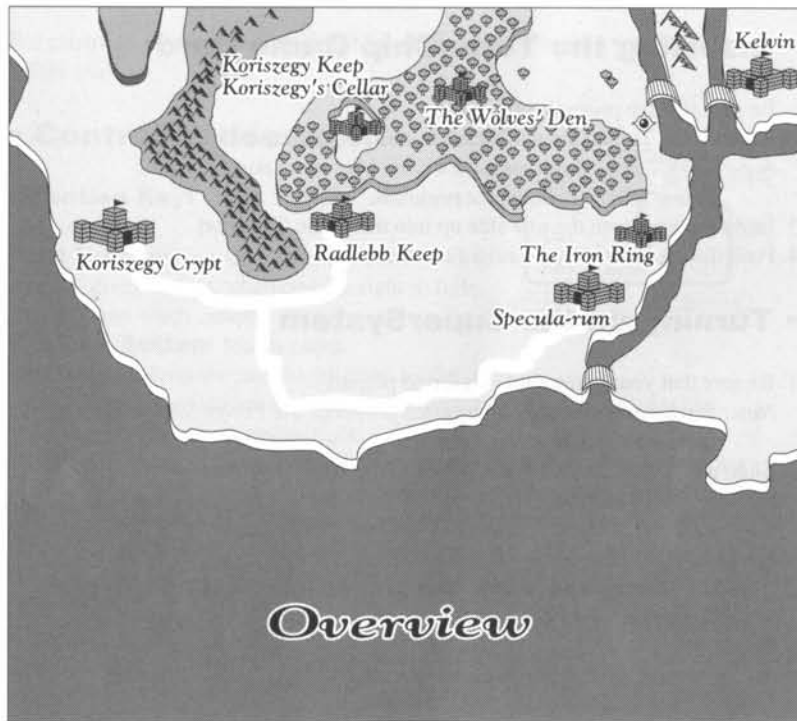 Kelvin
Koriszegy Keep
Koriszegy's Cellar
The Wolves' Den
Koriszegy Crypt
Radlebb Keep
The Iron Ring
Specula-rum
Overview